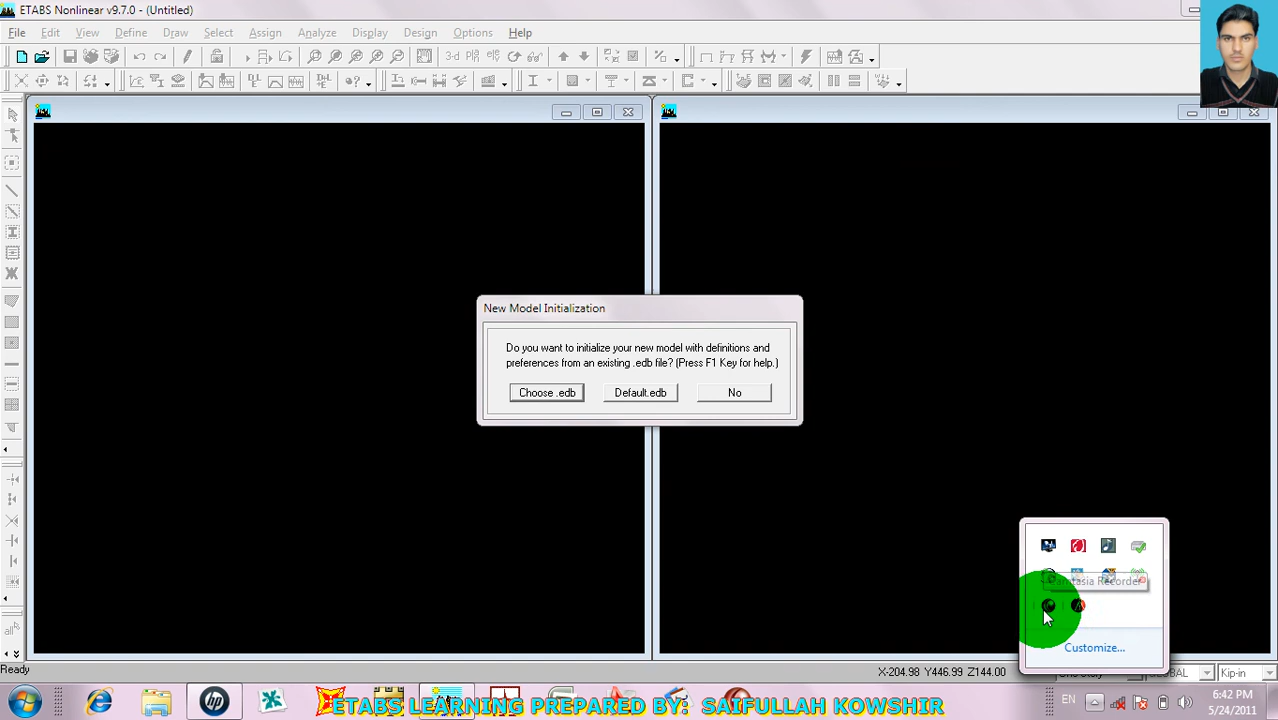 ETABS Nonlinear v9.7.0 - (Untitled)
File Edit View Define Draw Select Assign Analyze Display Design Options Help
New Model Initialization
Do you want to initialize your new model with definitions and
preferences from an existing .edb file? (Press F1 Key for help.)
Choose .edb Default.edb No
Camtasia Recorder
Customize...
Ready
X-204.98 Y446.99 Z144.00
GLOBAL
Kip-in
EN
6:42 PM
5/24/2011
ETABS LEARNING PREPARED BY: SAIFULLAH KOWSHIR